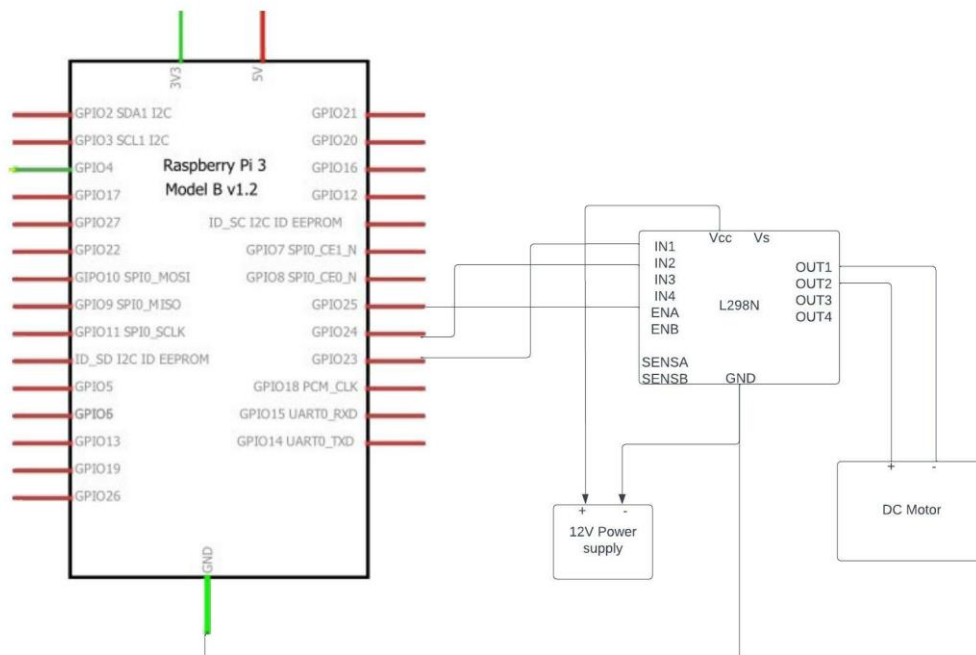 3V3
5V
GPIO2 SDA1 I2C
GPIO3 SCL1 I2C
GPIO4
GPIO17
GPIO27
GPIO22
GIPO10 SPI0_MOSI
GPIO9 SPI0_MISO
GPIO11 SPI0_SCLK
ID_SD I2C ID EEPROM
GPIO5
GPIO6
GPIO13
GPIO19
GPIO26
Raspberry Pi 3
Model B v1.2
GPIO21
GPIO20
GPIO16
GPIO12
ID_SC I2C ID EEPROM
GPIO7 SPI0_CE1_N
GPIO8 SPI0_CE0_N
GPIO25
GPIO24
GPIO23
GPIO18 PCM_CLK
GPIO15 UART0_RXD
GPIO14 UART0_TXD
GND
Vcc Vs
IN1
IN2
IN3
IN4
ENA
ENB
SENSA
SENSB
L298N
OUT1
OUT2
OUT3
OUT4
GND
+ -
12V Power
supply
+ -
DC Motor